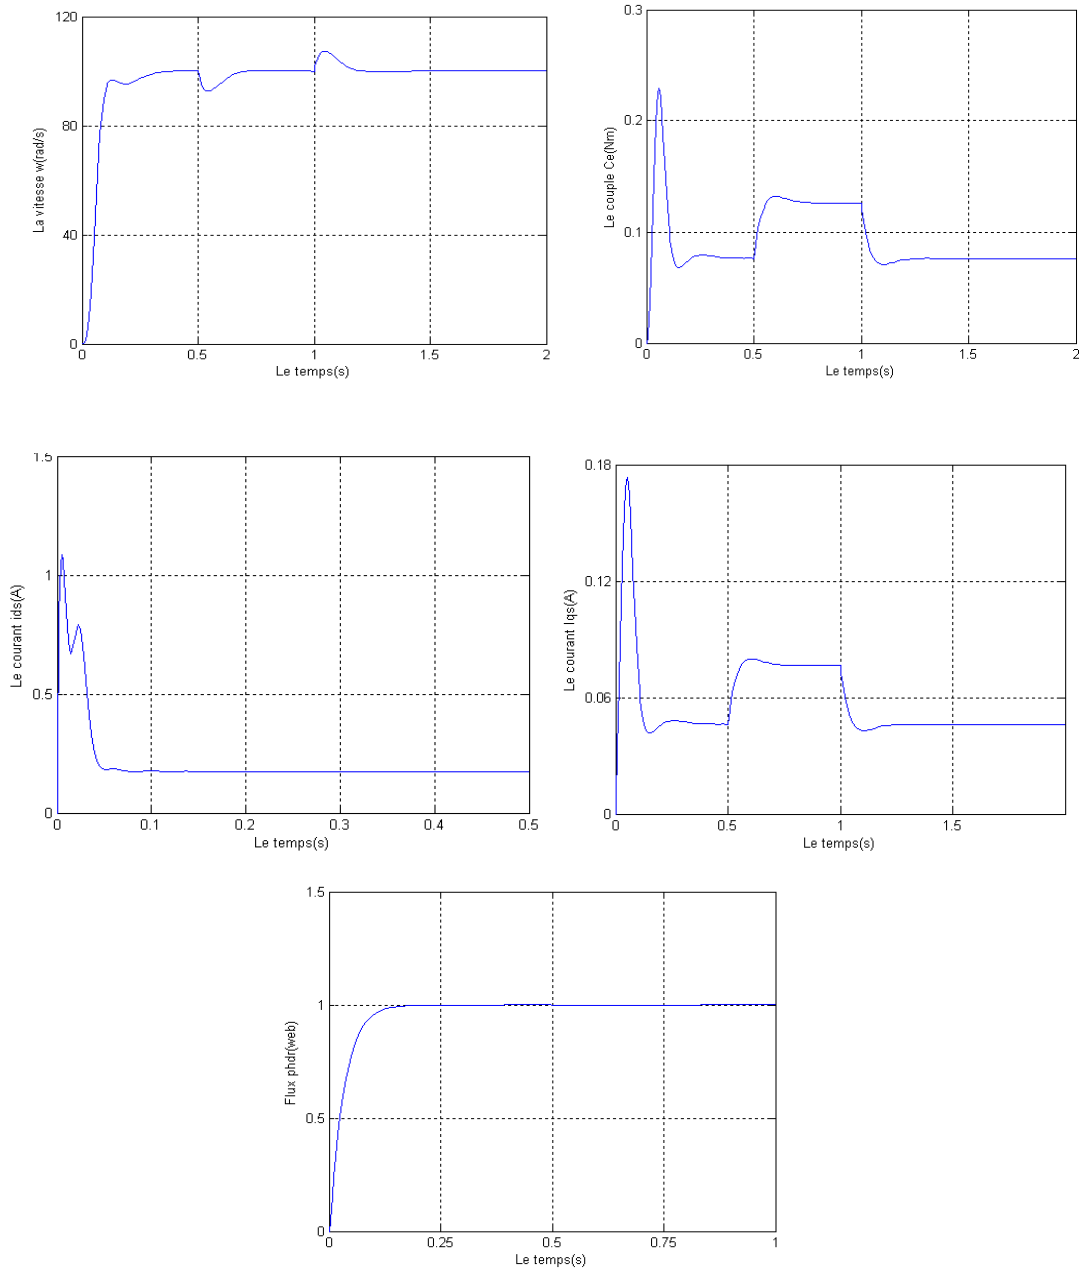 120
80
40
0
La vitesse w(rad/s)
0 0.5 1 1.5 2
Le temps(s)
0.3
0.2
0.1
0
Le couple Ce(Nm)
0 0.5 1 1.5 2
Le temps(s)
1.5
1
0.5
0
Le courant ids(A)
0 0.1 0.2 0.3 0.4 0.5
Le temps(s)
0.18
0.12
0.06
0
Le courant Iqs(A)
0 0.5 1 1.5
Le temps(s)
1.5
1
0.5
0
Flux phdr(web)
0 0.25 0.5 0.75 1
Le temps(s)